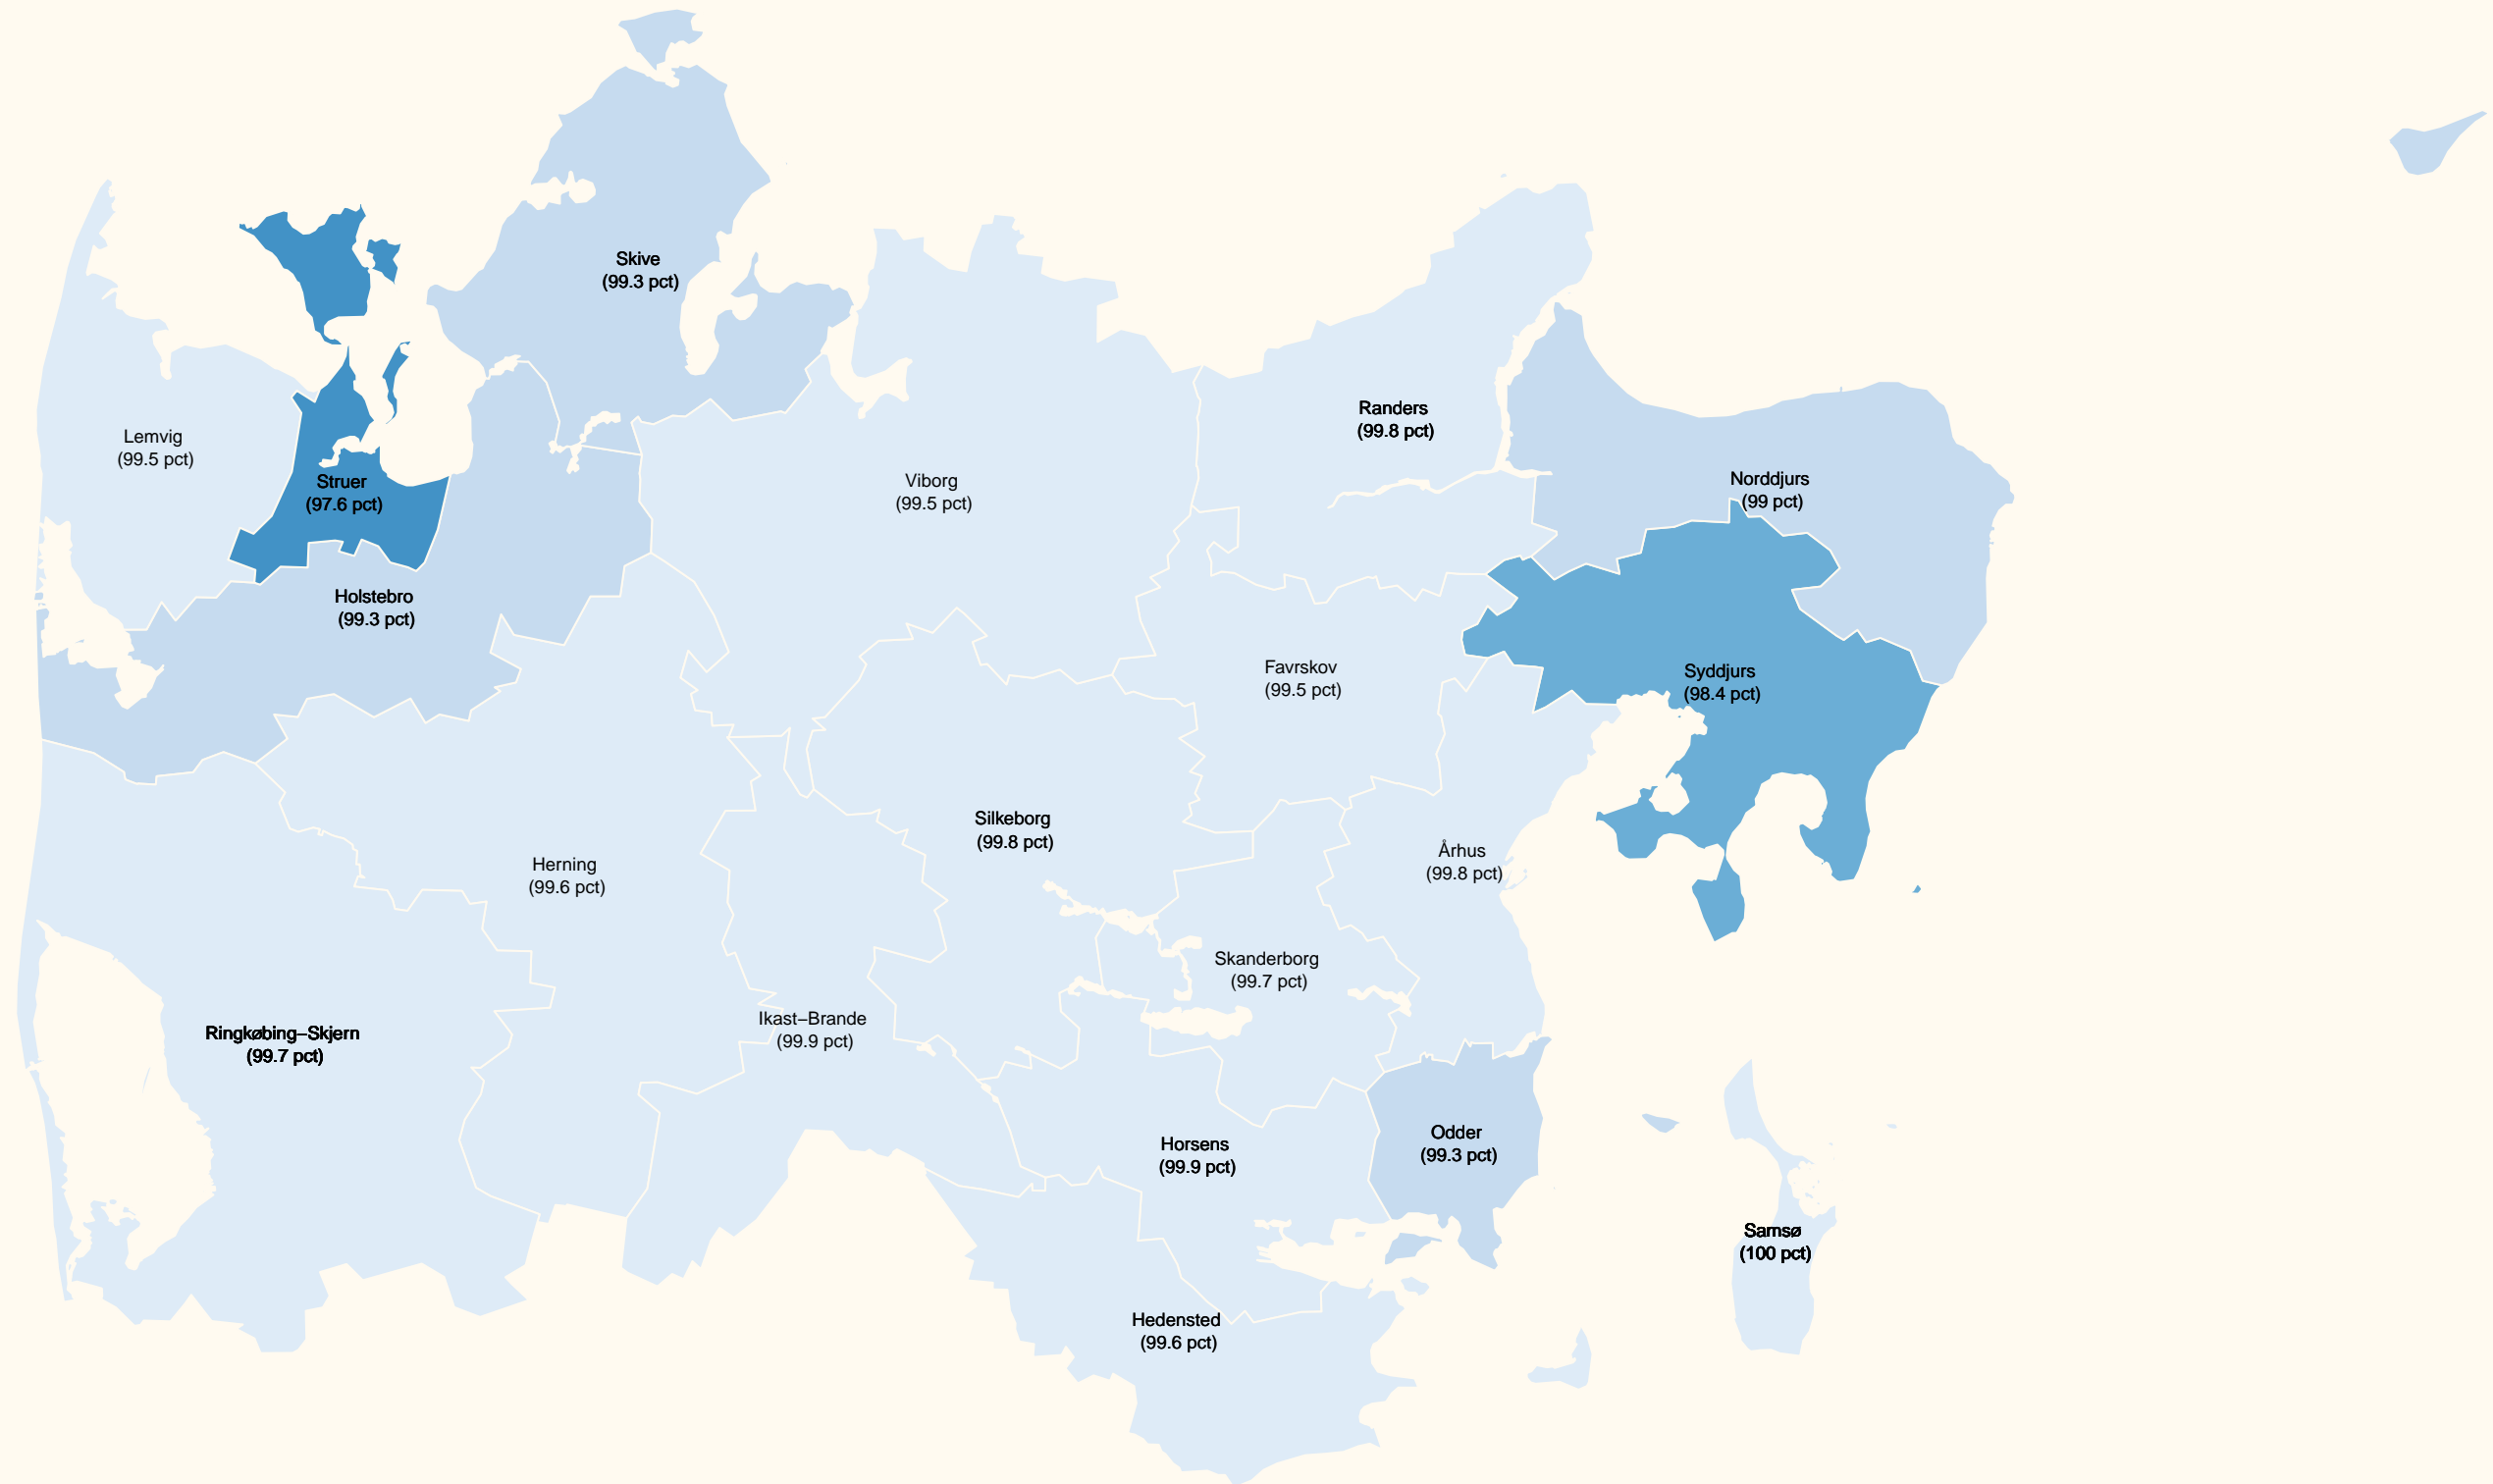 Skive
(99.3 pct)
Randers
(99.8 pct)
Lemvig
(99.5 pct)
Struer
(97.6 pct)
Viborg
(99.5 pct)
Norddjurs
(99 pct)
Holstebro
(99.3 pct)
Favrskov
(99.5 pct)
Syddjurs
(98.4 pct)
Silkeborg
(99.8 pct)
Herning
(99.6 pct)
Århus
(99.8 pct)
Skanderborg
(99.7 pct)
Ikast−Brande
(99.9 pct)
Ringkøbing−Skjern
(99.7 pct)
Odder
(99.3 pct)
Horsens
(99.9 pct)
Samsø
(100 pct)
Hedensted
(99.6 pct)